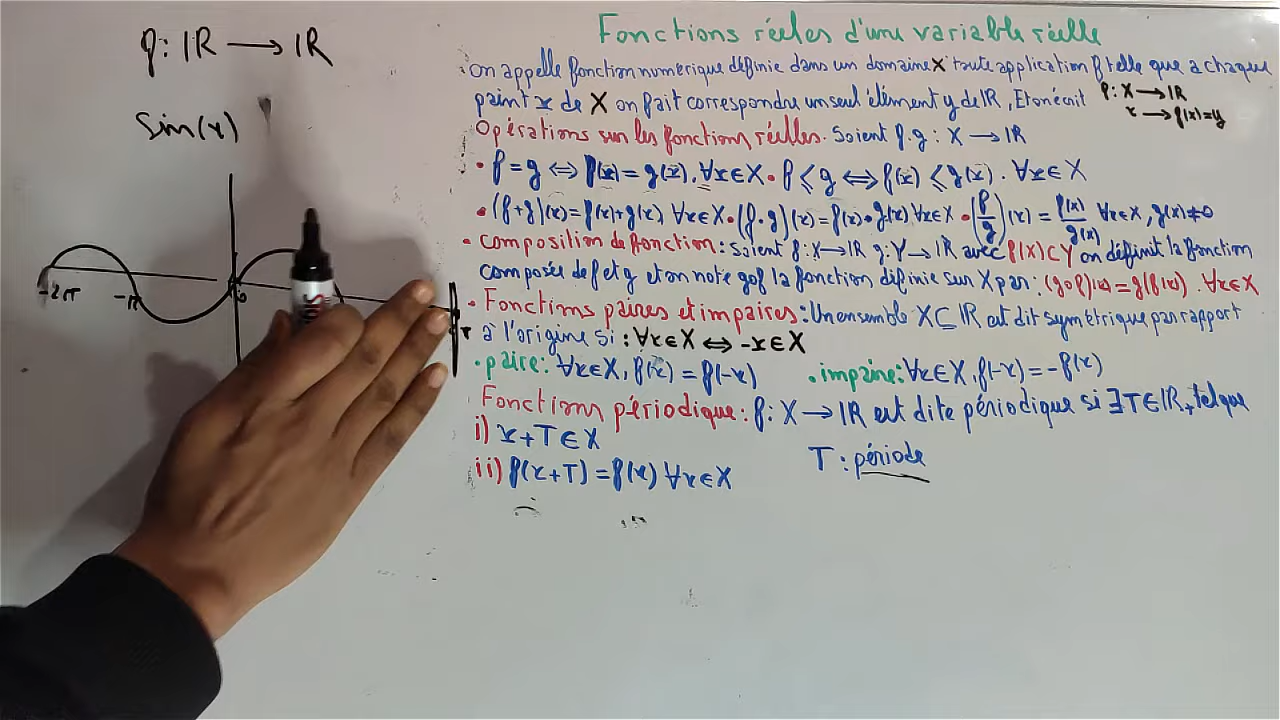 f: IR → IR
Sin(x)
-2π -π 0 π
Fonctions réeles d'une variable réelle
on appelle fonction numerique définie dans un domaine X toute application f telle que a chaque
point x de X on fait correspondre un seul élément y de IR, Et on écrit f: X → IR
x → f(x)=y
Opérations sur les fonctions réelles. Soient f.g : X → IR
• f = g ⇔ f(x) = g(x). ∀x∈X • f ⩽ g ⇔ f(x) ⩽ g(x). ∀x∈X
• (f+g)(x)=f(x)+g(x) ∀x∈X • (f•g)(x)=f(x)•g(x) ∀x∈X • (f/g)(x) = f(x)/g(x) ∀x∈X, g(x)≠0
• composition de fonction: soient f: X→IR g: Y→IR avec f(X)⊂Y on définit la fonction
composée de f et g et on note gof la fonction définie sur X par: (gof)(x)=g(f(x)). ∀x∈X
• Fonctions paires et impaires: Un ensemble X⊆IR est dit symétrique par rapport
à l'origine si: ∀x∈X ⇔ -x∈X
• paire: ∀x∈X, f(x) = f(-x) • impaire: ∀x∈X, f(-x) = -f(x)
Fonctions périodique: f: X → IR est dite périodique si ∃T∈IR+ tel que
i) x+T∈X
ii) f(x+T) = f(x) ∀x∈X T : période